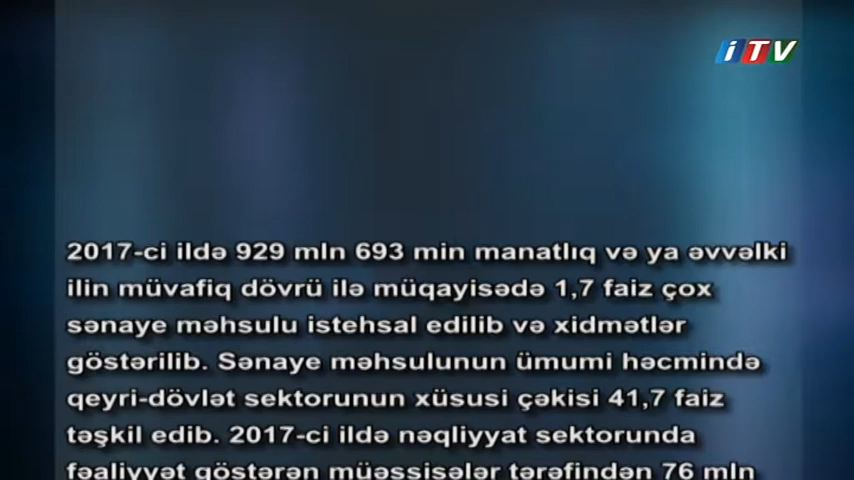 iTV
2017-ci ildə 929 mln 693 min manatlıq və ya əvvəlki
ilin müvafiq dövrü ilə müqayisədə 1,7 faiz çox
sənaye məhsulu istehsal edilib və xidmətlər
göstərilib. Sənaye məhsulunun ümumi həcmində
qeyri-dövlət sektorunun xüsusi çəkisi 41,7 faiz
təşkil edib. 2017-ci ildə nəqliyyat sektorunda
fəaliyyət göstərən müəssisələr tərəfindən 76 mln